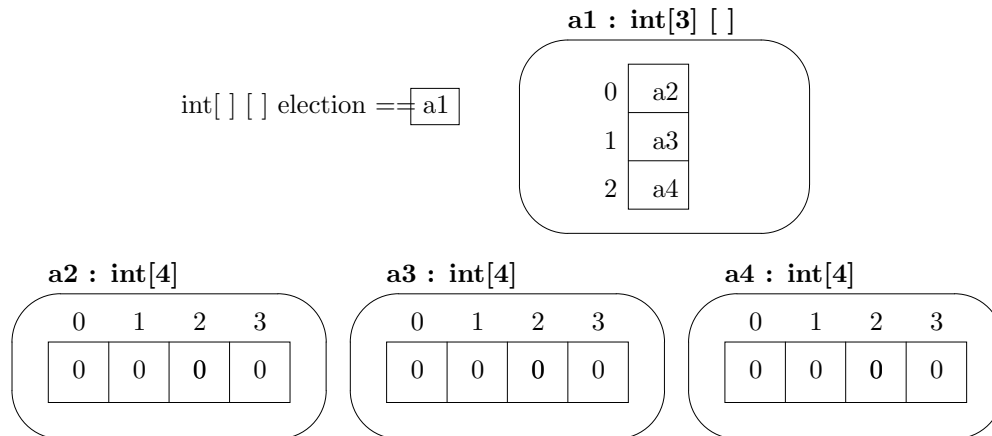 a1 : int[3] [ ]
int[ ] [ ] election == a1
0 a2
1 a3
2 a4
a2 : int[4]
0 1 2 3
0 0 0 0
a3 : int[4]
0 1 2 3
0 0 0 0
a4 : int[4]
0 1 2 3
0 0 0 0